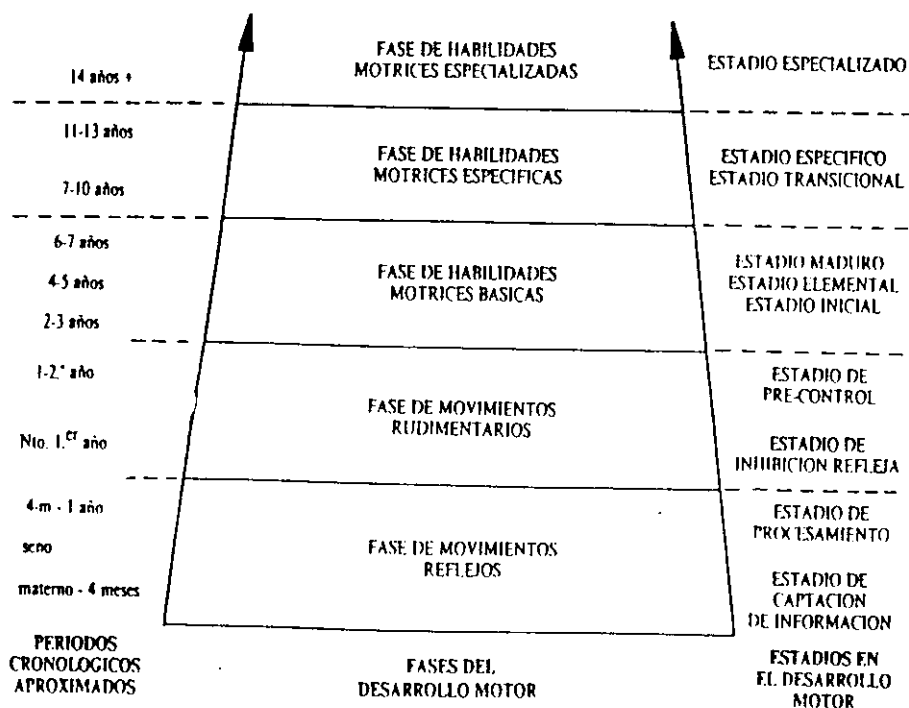 FASE DE HABILIDADES
MOTRICES ESPECIALIZADAS
ESTADIO ESPECIALIZADO
14 años +
11-13 años
FASE DE HABILIDADES
MOTRICES ESPECIFICAS
ESTADIO ESPECIFICO
ESTADIO TRANSICIONAL
7-10 años
6-7 años
4-5 años
2-3 años
FASE DE HABILIDADES
MOTRICES BASICAS
ESTADIO MADURO
ESTADIO ELEMENTAL
ESTADIO INICIAL
1-2.º año
Nto. 1.er año
FASE DE MOVIMIENTOS
RUDIMENTARIOS
ESTADIO DE
PRE-CONTROL
ESTADIO DE
INHIBICION REFLEJA
4-m - 1 año
seno
materno - 4 meses
FASE DE MOVIMIENTOS
REFLEJOS
ESTADIO DE
PROCESAMIENTO
ESTADIO DE
CAPTACION
DE INFORMACION
PERIODOS
CRONOLOGICOS
APROXIMADOS
FASES DEL
DESARROLLO MOTOR
ESTADIOS EN
EL DESARROLLO
MOTOR